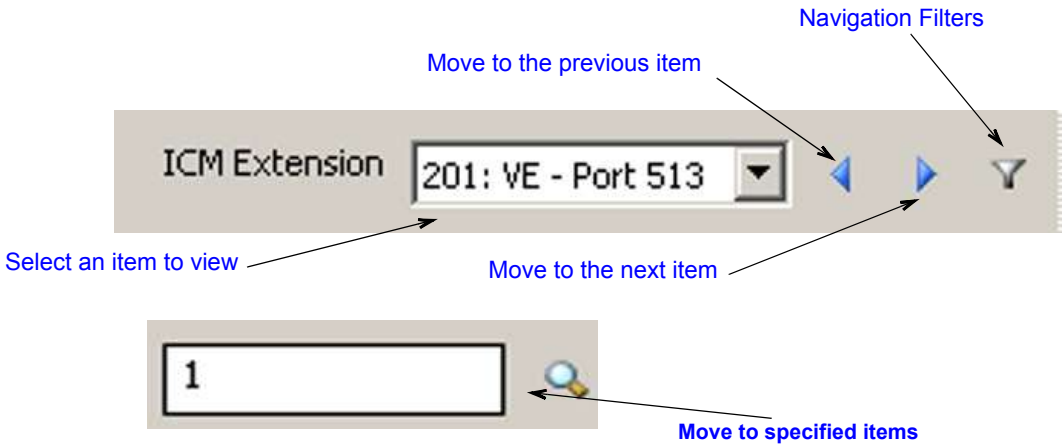 Navigation Filters
Move to the previous item
ICM Extension
201: VE - Port 513
Select an item to view
Move to the next item
1
Move to specified items